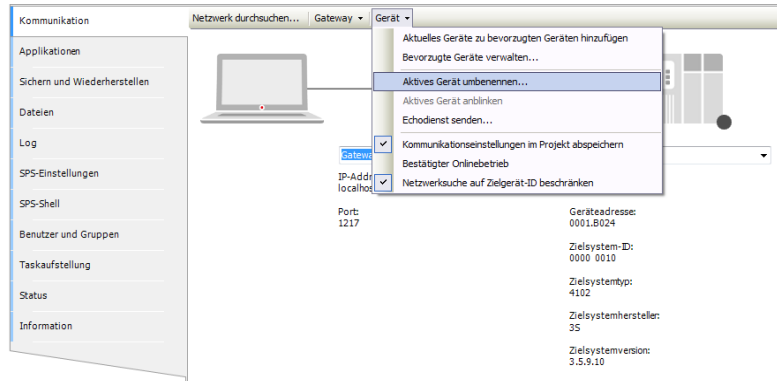 Kommunikation
Applikationen
Sichern und Wiederherstellen
Dateien
Log
SPS-Einstellungen
SPS-Shell
Benutzer und Gruppen
Taskaufstellung
Status
Information
Netzwerk durchsuchen... Gateway Gerät
Aktuelles Geräte zu bevorzugten Geräten hinzufügen
Bevorzugte Geräte verwalten...
Aktives Gerät umbenennen...
Aktives Gerät anblinken
Echodienst senden...
Kommunikationseinstellungen im Projekt abspeichern
Bestätigter Onlinebetrieb
Netzwerksuche auf Zielgerät-ID beschränken
Port:
1217
Geräteadresse:
0001.B024
Zielsystem-ID:
0000 0010
Zielsystemtyp:
4102
Zielsystemhersteller:
3S
Zielsystemversion:
3.5.9.10